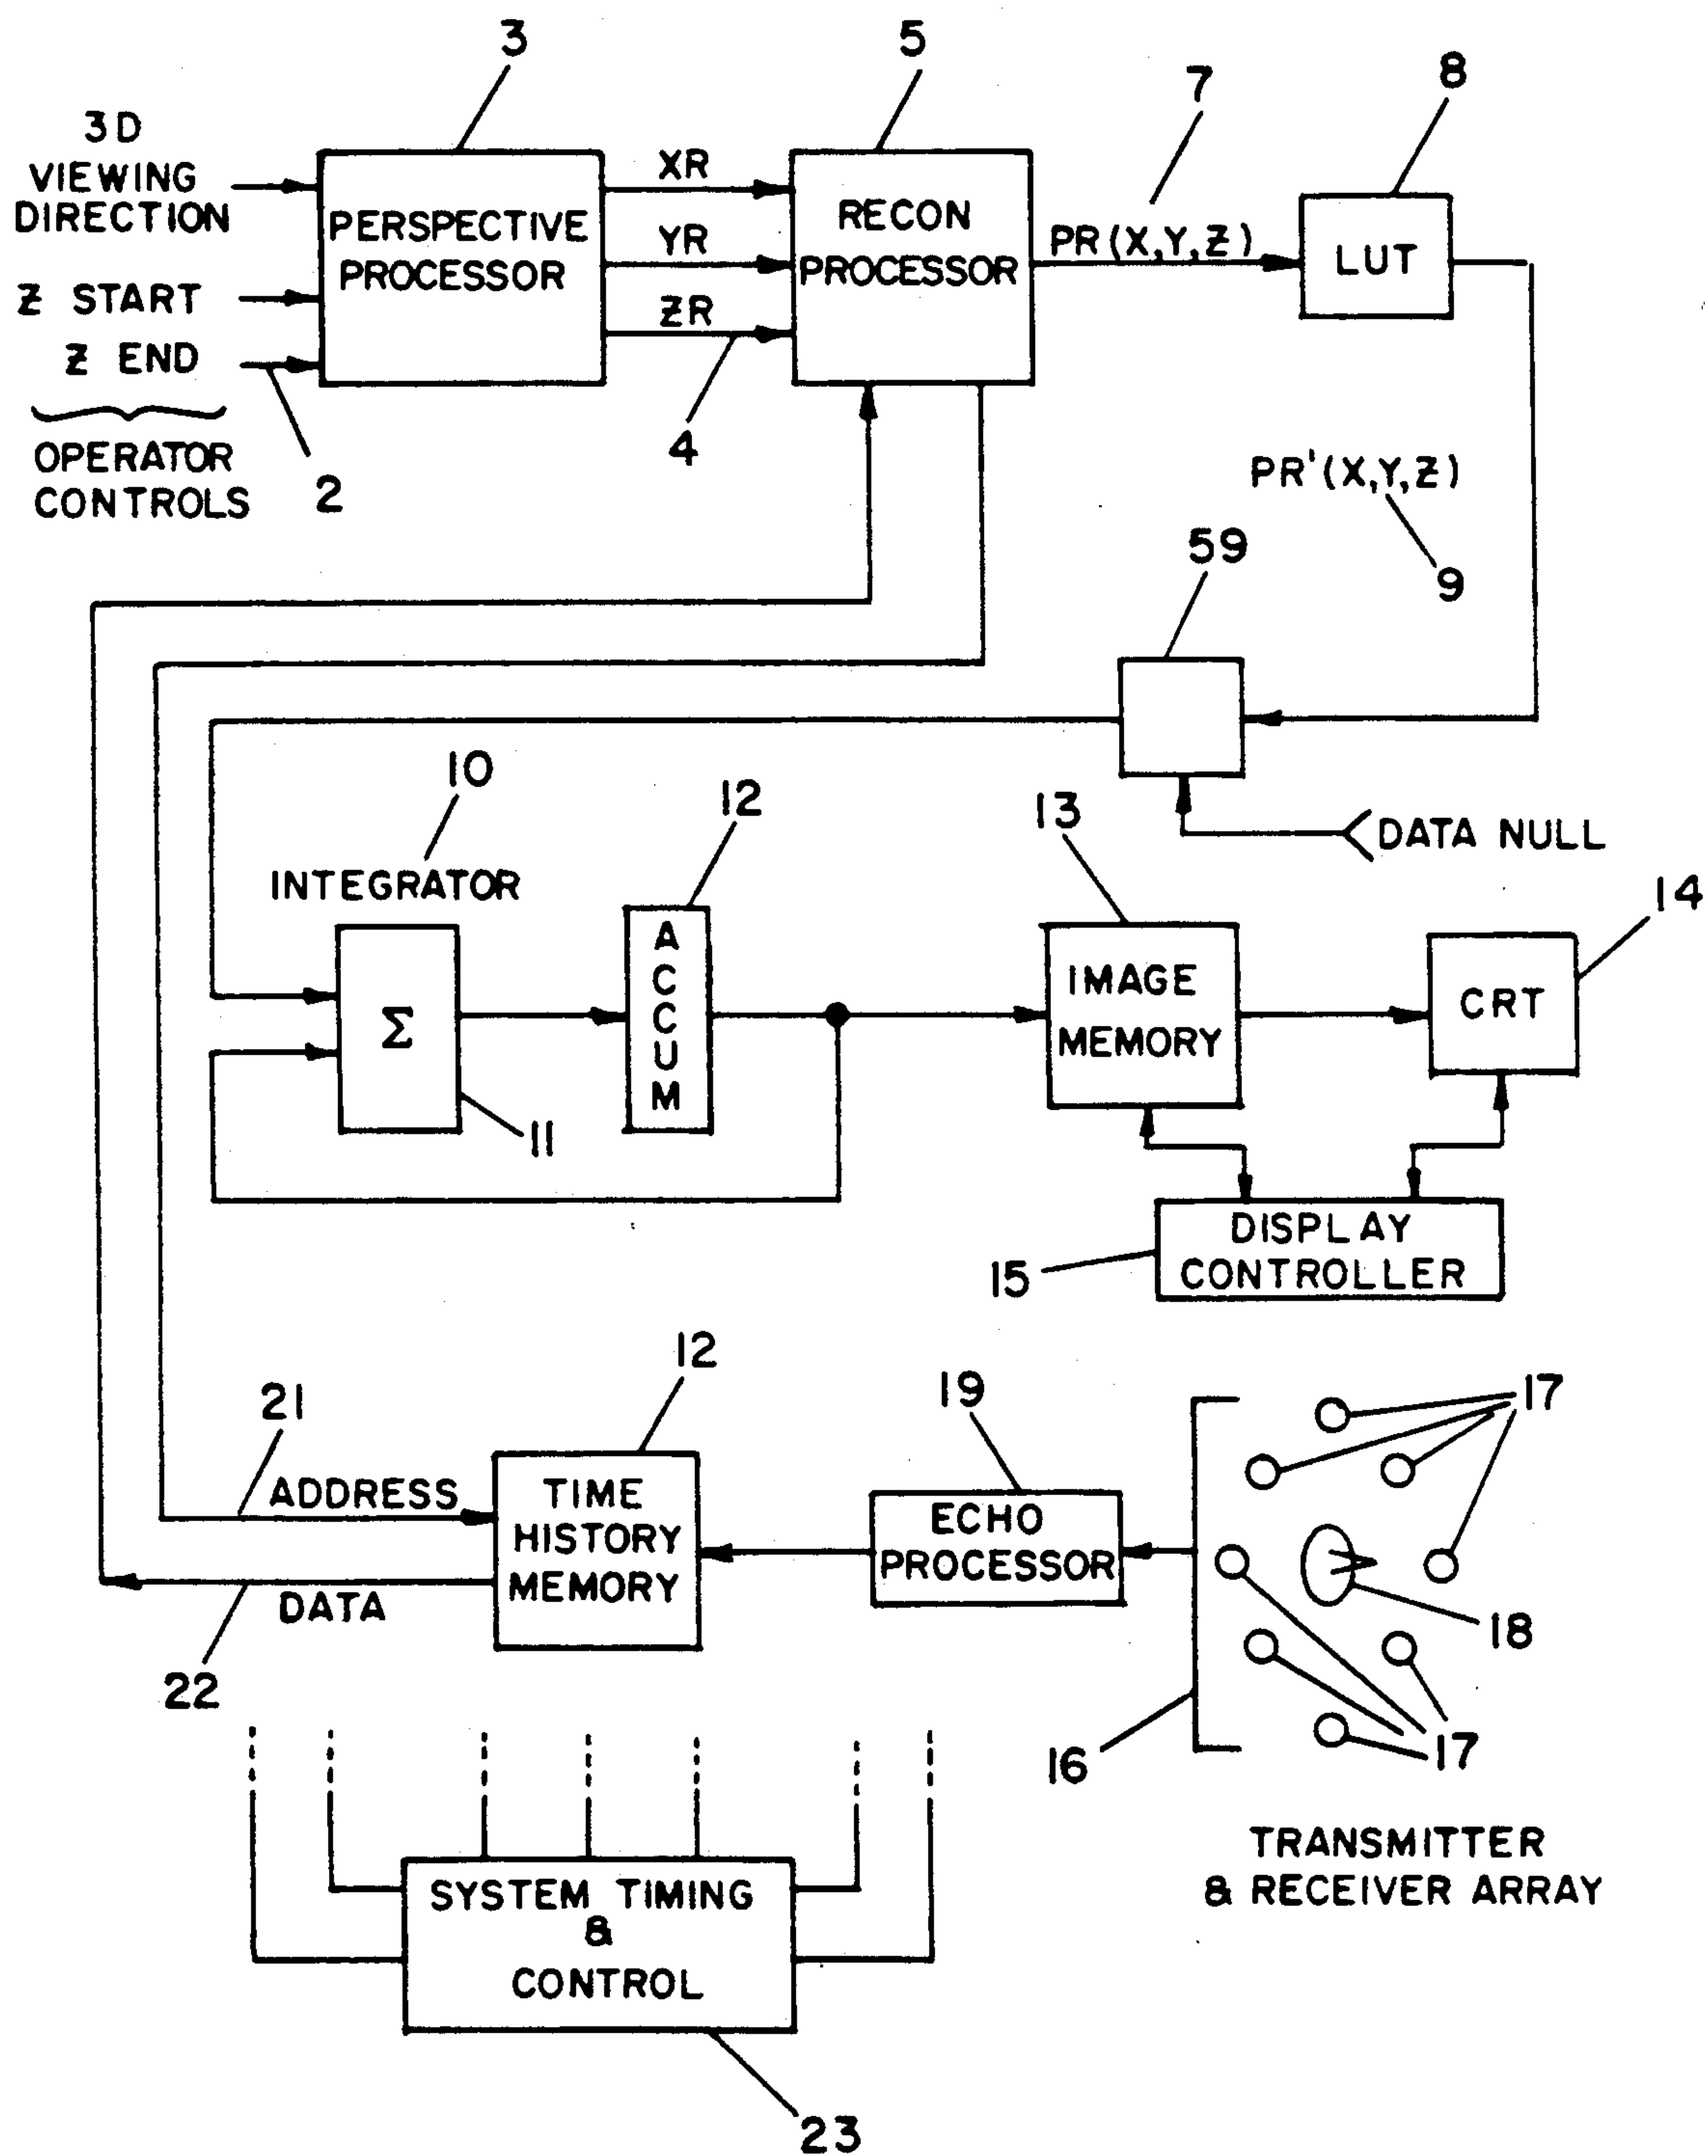 3
5
7
8
3D
VIEWING
DIRECTION
Z START
Z END
OPERATOR
CONTROLS
2
PERSPECTIVE
PROCESSOR
XR
YR
ZR
4
RECON
PROCESSOR
PR(X,Y,Z)
LUT
PR'(X,Y,Z)
9
59
DATA NULL
10
INTEGRATOR
Σ
11
12
ACCUM
13
IMAGE
MEMORY
14
CRT
DISPLAY
CONTROLLER
15
12
21
ADDRESS
TIME
HISTORY
MEMORY
DATA
22
19
ECHO
PROCESSOR
17
18
16
17
TRANSMITTER
& RECEIVER ARRAY
SYSTEM TIMING
&
CONTROL
23